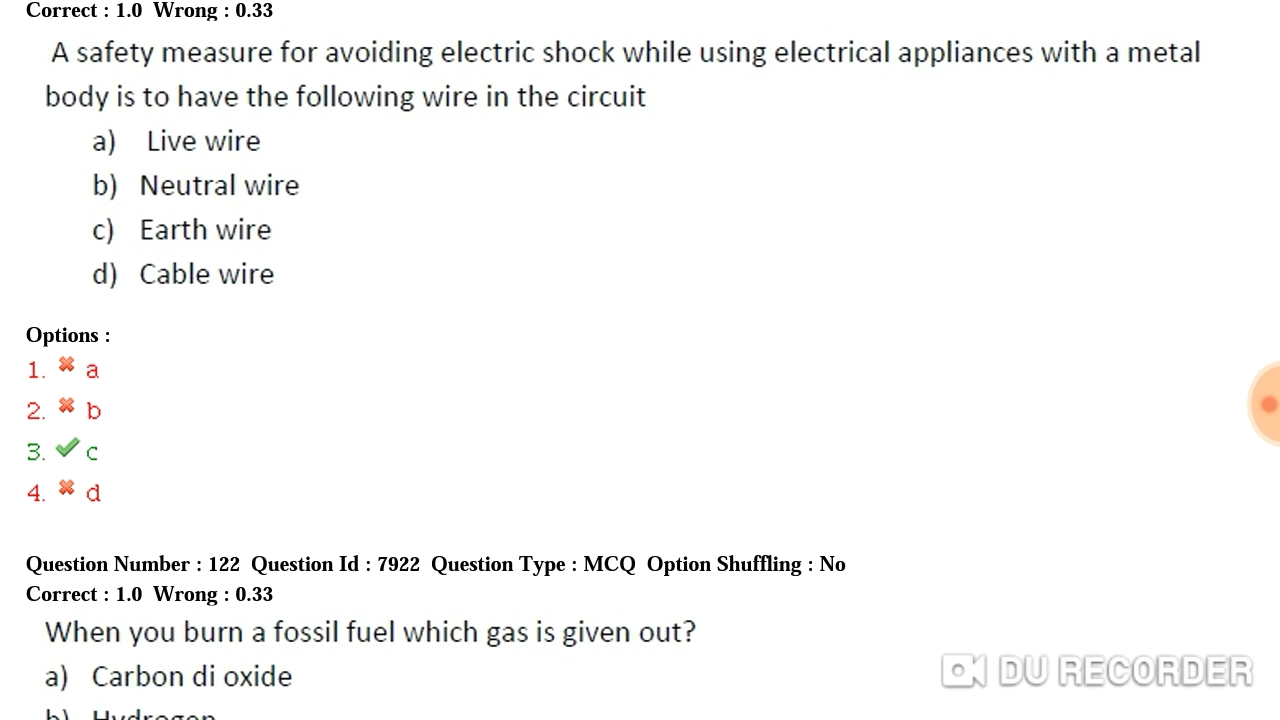 Correct : 1.0 Wrong : 0.33
A safety measure for avoiding electric shock while using electrical appliances with a metal
body is to have the following wire in the circuit
a) Live wire
b) Neutral wire
c) Earth wire
d) Cable wire
Options :
1. a
2. b
3. c
4. d
Question Number : 122 Question Id : 7922 Question Type : MCQ Option Shuffling : No
Correct : 1.0 Wrong : 0.33
When you burn a fossil fuel which gas is given out?
a) Carbon di oxide
b) Hydrogen
DU RECORDER